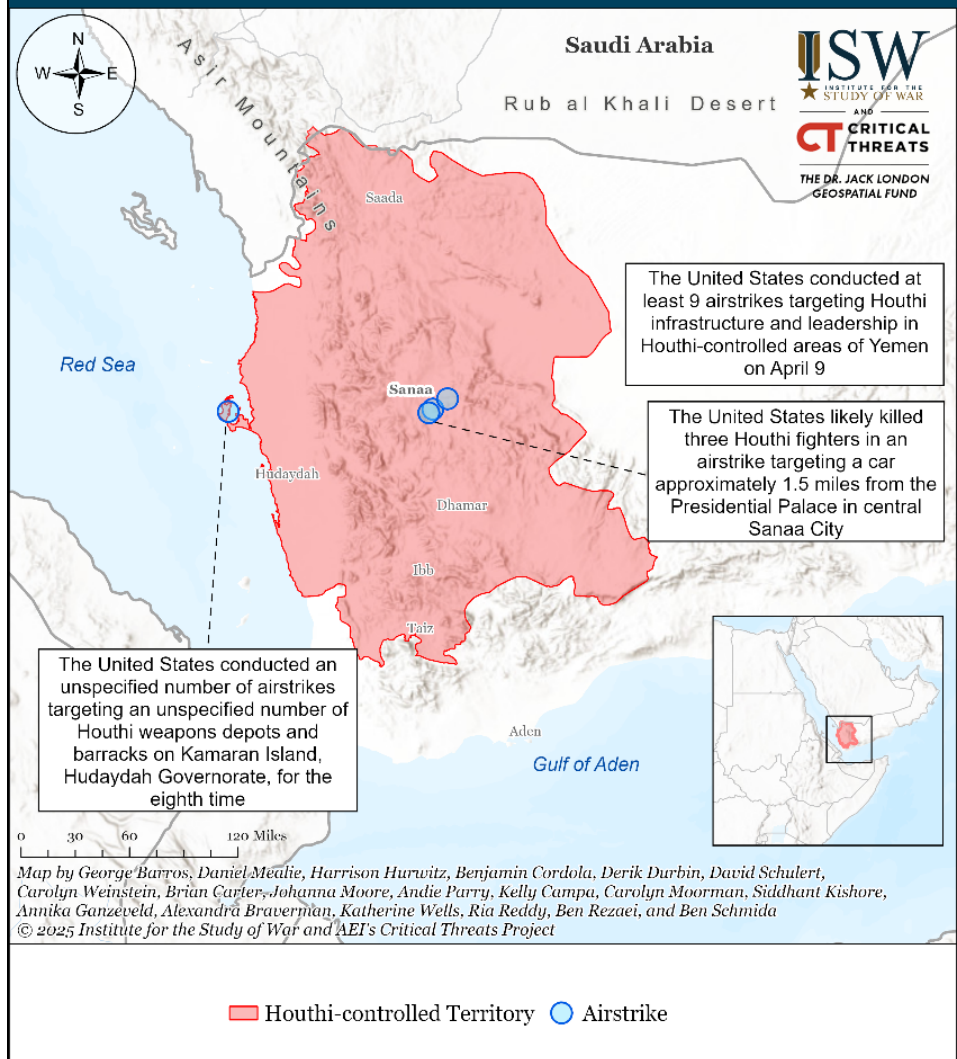 N
W
E
S
Asir Mountains
Saudi Arabia
Rub al Khali Desert
ISW
INSTITUTE FOR THE
STUDY OF WAR
AND
CT CRITICAL
THREATS
THE DR. JACK LONDON
GEOSPATIAL FUND
Saada
The United States conducted at
least 9 airstrikes targeting Houthi
infrastructure and leadership in
Houthi-controlled areas of Yemen
on April 9
Red Sea
Sanaa
The United States likely killed
three Houthi fighters in an
airstrike targeting a car
approximately 1.5 miles from the
Presidential Palace in central
Sanaa City
Hudaydah
Dhamar
Ibb
Taiz
The United States conducted an
unspecified number of airstrikes
targeting an unspecified number of
Houthi weapons depots and
barracks on Kamaran Island,
Hudaydah Governorate, for the
eighth time
Aden
Gulf of Aden
0 30 60 120 Miles
Map by George Barros, Daniel Mealie, Harrison Hurwitz, Benjamin Cordola, Derik Durbin, David Schulert,
Carolyn Weinstein, Brian Carter, Johanna Moore, Andie Parry, Kelly Campa, Carolyn Moorman, Siddhant Kishore,
Annika Ganzeveld, Alexandra Braverman, Katherine Wells, Ria Reddy, Ben Rezaei, and Ben Schmida
© 2025 Institute for the Study of War and AEI's Critical Threats Project
Houthi-controlled Territory
Airstrike